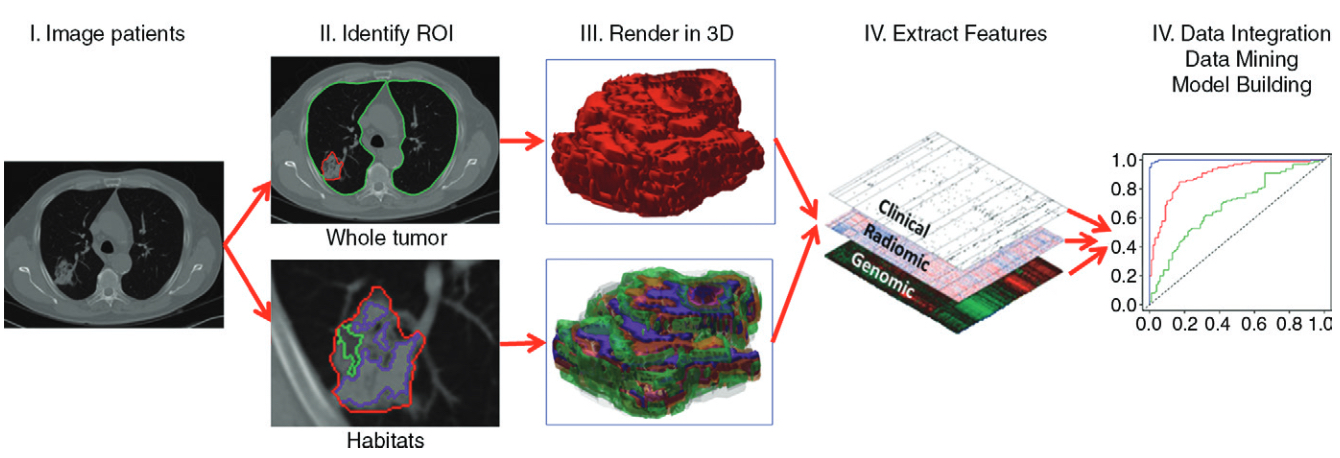 I. Image patients
II. Identify ROI
III. Render in 3D
IV. Extract Features
IV. Data Integration
Data Mining
Model Building
Whole tumor
Habitats
Clinical
Radiomic
Genomic
1.0
0.8
0.6
0.4
0.2
0.0
0.0 0.2 0.4 0.6 0.8 1.0